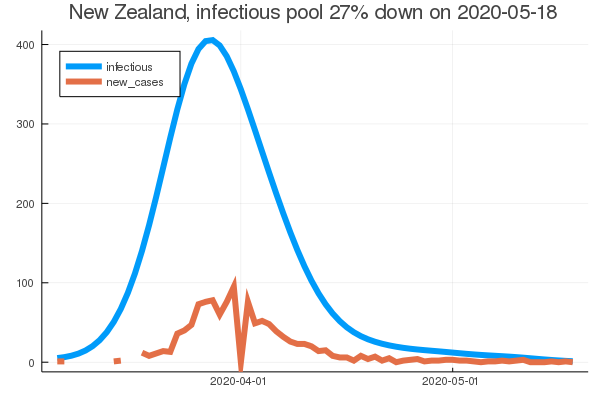 New Zealand, infectious pool 27% down on 2020-05-18
400
300
200
100
0
infectious
new_cases
2020-04-01
2020-05-01